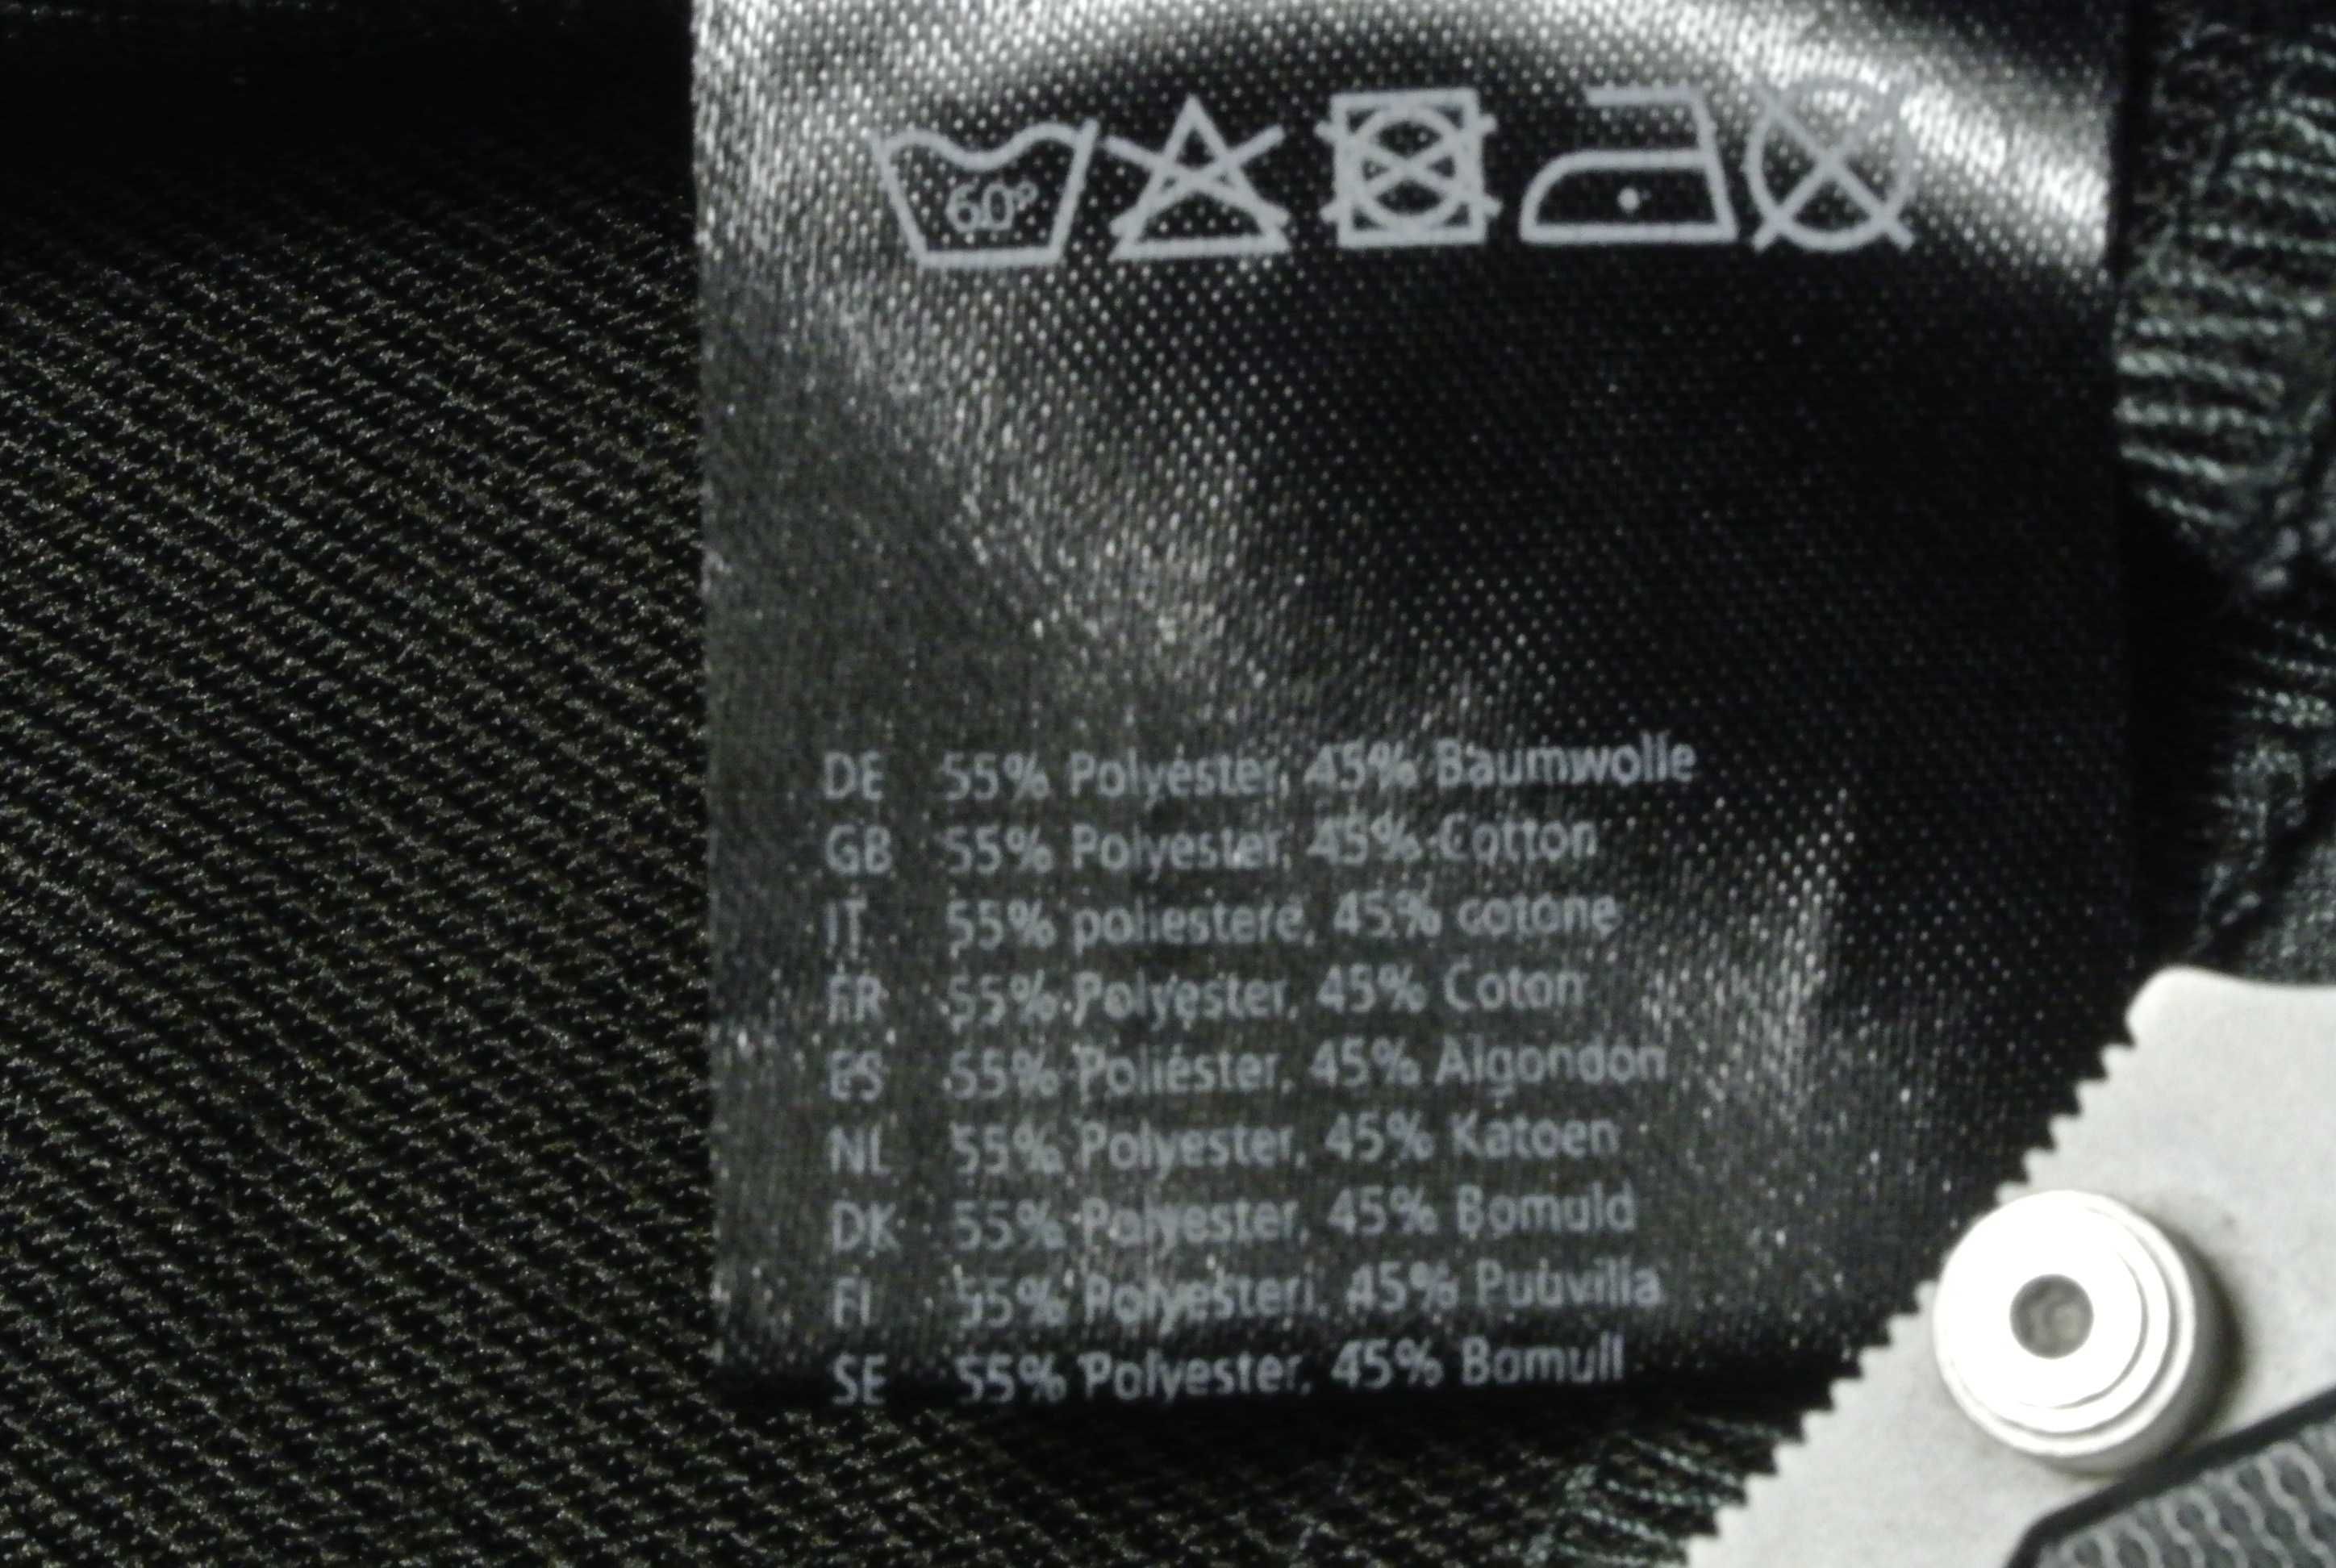 60°
DE 55% Polyester, 45% Baumwolle
GB 55% Polyester, 45% Cotton
IT 55% poliestere, 45% cotone
FR 55% Polyester, 45% Coton
ES 55% Poliéster, 45% Algondon
NL 55% Polyester, 45% Katoen
DK 55% Polyester, 45% Bomuld
FI 55% Polyesteri, 45% Puuvilla
SE 55% Polyester, 45% Bomull